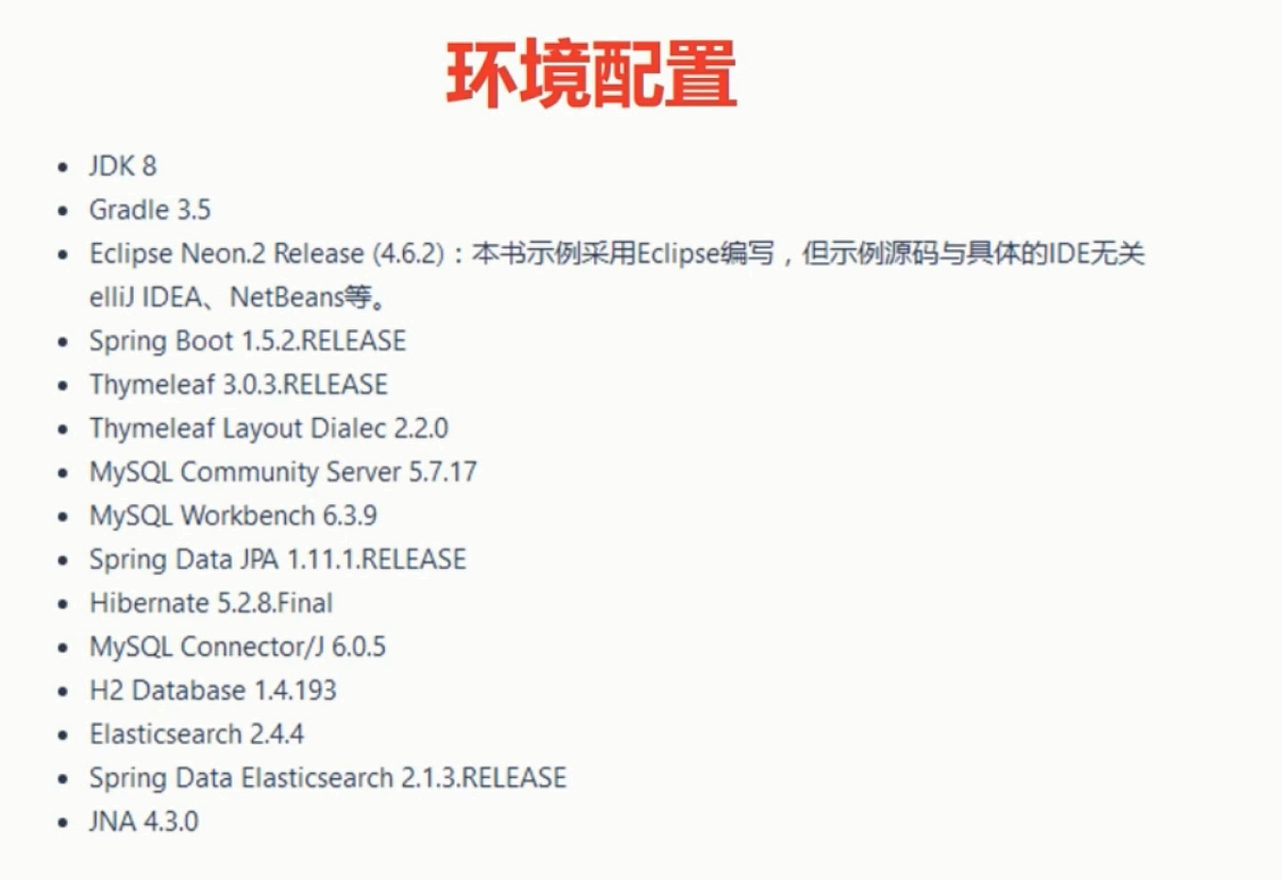 环境配置
• JDK 8
• Gradle 3.5
• Eclipse Neon.2 Release (4.6.2)：本书示例采用Eclipse编写，但示例源码与具体的IDE无关
elliJ IDEA、NetBeans等。
• Spring Boot 1.5.2.RELEASE
• Thymeleaf 3.0.3.RELEASE
• Thymeleaf Layout Dialec 2.2.0
• MySQL Community Server 5.7.17
• MySQL Workbench 6.3.9
• Spring Data JPA 1.11.1.RELEASE
• Hibernate 5.2.8.Final
• MySQL Connector/J 6.0.5
• H2 Database 1.4.193
• Elasticsearch 2.4.4
• Spring Data Elasticsearch 2.1.3.RELEASE
• JNA 4.3.0